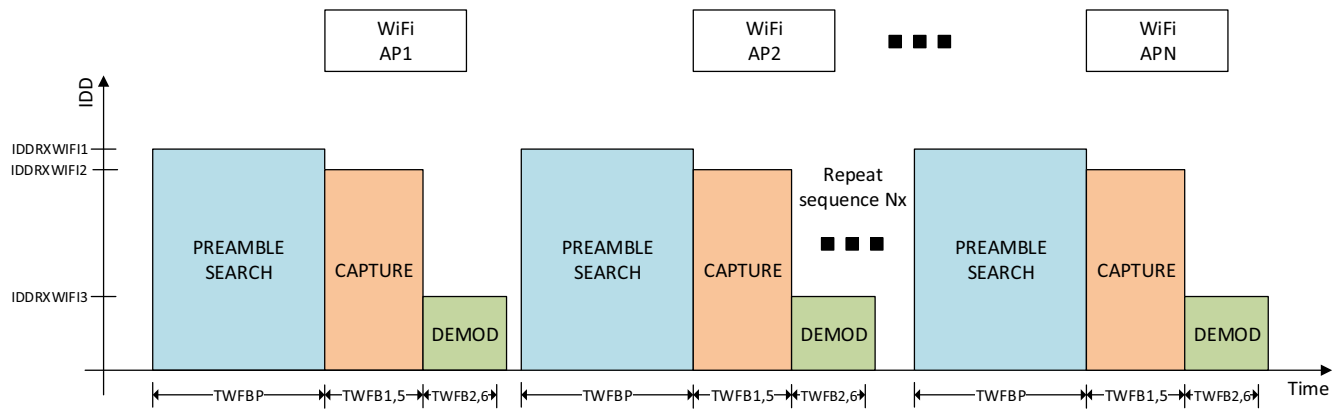 WiFi
AP1
WiFi
AP2
WiFi
APN
IDD
IDDRXWIFI1
IDDRXWIFI2
IDDRXWIFI3
PREAMBLE
SEARCH
CAPTURE
DEMOD
PREAMBLE
SEARCH
CAPTURE
DEMOD
Repeat
sequence Nx
PREAMBLE
SEARCH
CAPTURE
DEMOD
TWFBP
TWFB1,5
TWFB2,6
TWFBP
TWFB1,5
TWFB2,6
TWFBP
TWFB1,5
TWFB2,6
Time